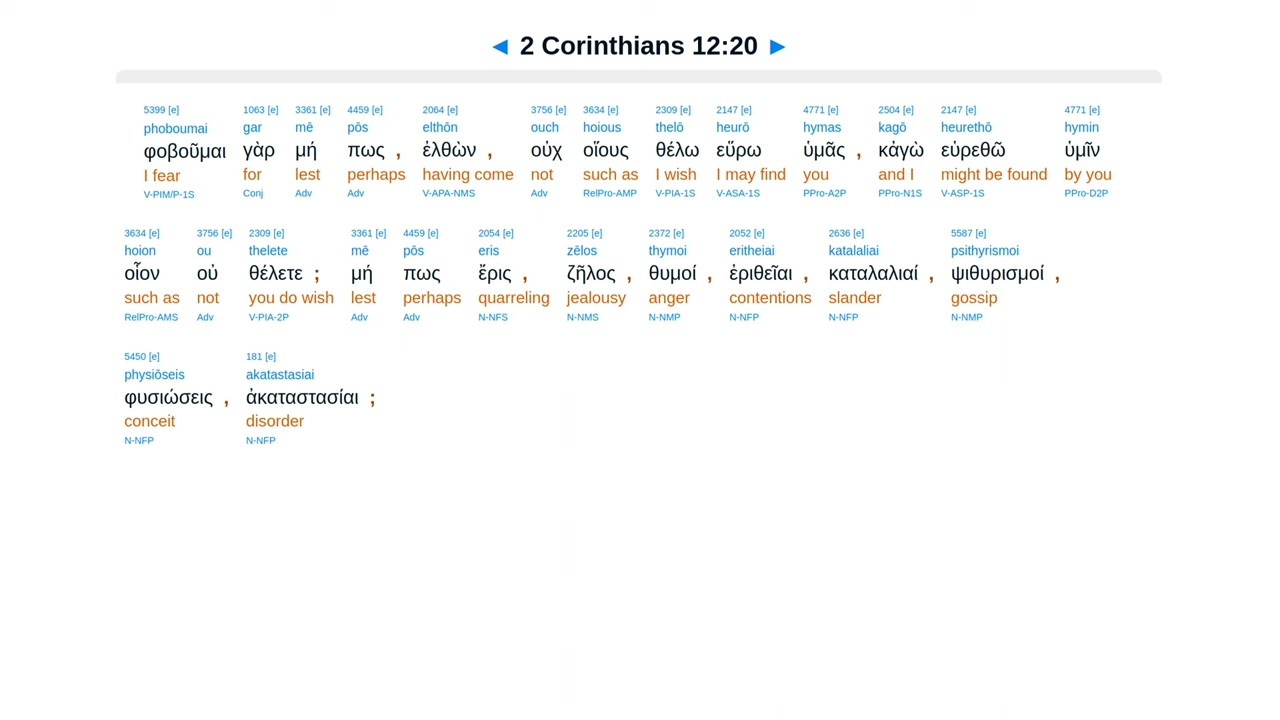 ◄ 2 Corinthians 12:20 ►
5399 [e] 1063 [e] 3361 [e] 4459 [e] 2064 [e] 3756 [e] 3634 [e] 2309 [e] 2147 [e] 4771 [e] 2504 [e] 2147 [e] 4771 [e]
phoboumai gar mē pōs elthōn ouch hoious thelō heurō hymas kagō heurethō hymin
φοβοῦμαι γὰρ μή πως , ἐλθὼν , οὐχ οἵους θέλω εὕρω ὑμᾶς , κἀγὼ εὑρεθῶ ὑμῖν
I fear for lest perhaps having come not such as I wish I may find you and I might be found by you
V-PIM/P-1S Conj Adv Adv V-APA-NMS Adv RelPro-AMP V-PIA-1S V-ASA-1S PPro-A2P PPro-N1S V-ASP-1S PPro-D2P
3634 [e] 3756 [e] 2309 [e] 3361 [e] 4459 [e] 2054 [e] 2205 [e] 2372 [e] 2052 [e] 2636 [e] 5587 [e]
hoion ou thelete mē pōs eris zēlos thymoi eritheiai katalaliai psithyrismoi
οἷον οὐ θέλετε ; μή πως ἔρις , ζῆλος , θυμοί , ἐριθεῖαι , καταλαλιαί , ψιθυρισμοί ,
such as not you do wish lest perhaps quarreling jealousy anger contentions slander gossip
RelPro-AMS Adv V-PIA-2P Adv Adv N-NFS N-NMS N-NMP N-NFP N-NFP N-NMP
5450 [e] 181 [e]
physiōseis akatastasiai
φυσιώσεις , ἀκαταστασίαι ;
conceit disorder
N-NFP N-NFP